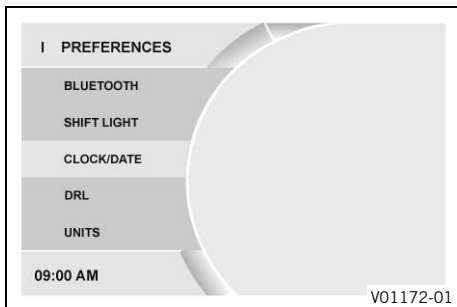 I PREFERENCES
BLUETOOTH
SHIFT LIGHT
CLOCK/DATE
DRL
UNITS
09:00 AM
V01172-01